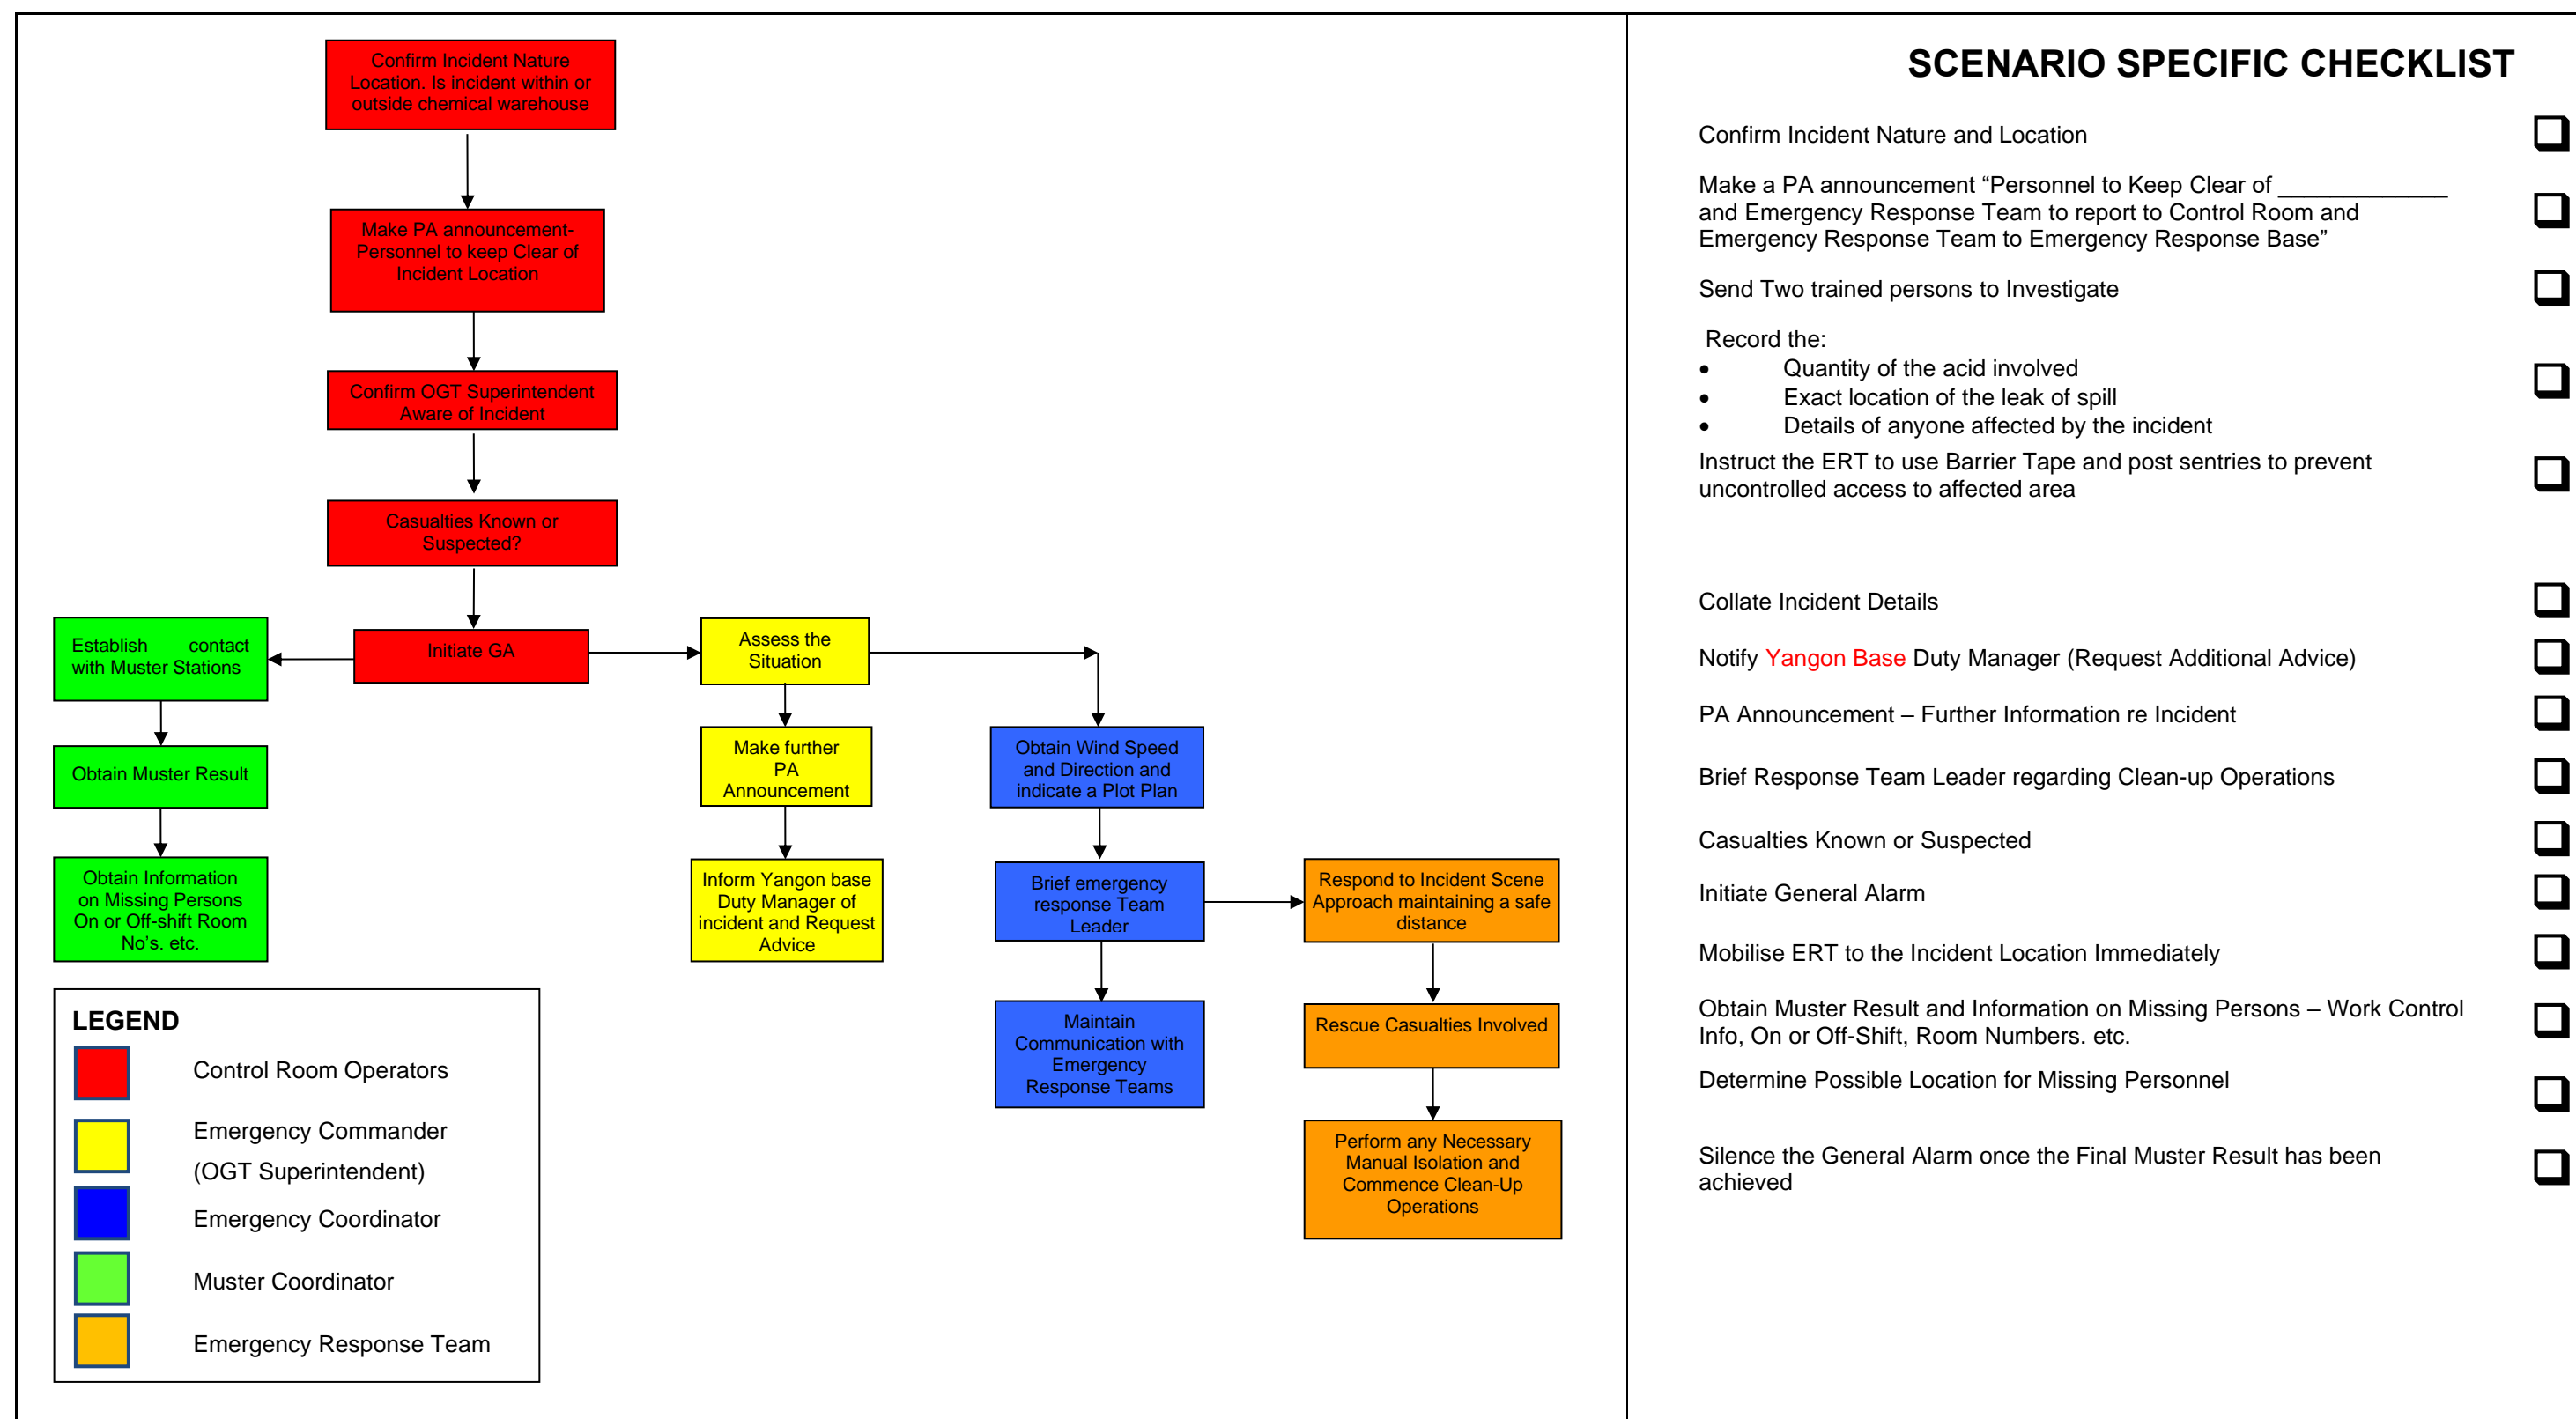 Confirm Incident Nature
Location. Is incident within or
outside chemical warehouse
Make PA announcement-
Personnel to keep Clear of
Incident Location
Confirm OGT Superintendent
Aware of Incident
Casualties Known or
Suspected?
Initiate GA
Establish contact
with Muster Stations
Obtain Muster Result
Obtain Information
on Missing Persons
On or Off-shift Room
No's. etc.
Assess the
Situation
Make further
PA
Announcement
Inform Yangon base
Duty Manager of
incident and Request
Advice
Obtain Wind Speed
and Direction and
indicate a Plot Plan
Brief emergency
response Team
Leader
Maintain
Communication with
Emergency
Response Teams
Respond to Incident Scene
Approach maintaining a safe
distance
Rescue Casualties Involved
Perform any Necessary
Manual Isolation and
Commence Clean-Up
Operations
LEGEND
Control Room Operators
Emergency Commander
(OGT Superintendent)
Emergency Coordinator
Muster Coordinator
Emergency Response Team
SCENARIO SPECIFIC CHECKLIST
Confirm Incident Nature and Location
Make a PA announcement “Personnel to Keep Clear of _____________
and Emergency Response Team to report to Control Room and
Emergency Response Team to Emergency Response Base”
Send Two trained persons to Investigate
Record the:
• Quantity of the acid involved
• Exact location of the leak of spill
• Details of anyone affected by the incident
Instruct the ERT to use Barrier Tape and post sentries to prevent
uncontrolled access to affected area
Collate Incident Details
Notify Yangon Base Duty Manager (Request Additional Advice)
PA Announcement – Further Information re Incident
Brief Response Team Leader regarding Clean-up Operations
Casualties Known or Suspected
Initiate General Alarm
Mobilise ERT to the Incident Location Immediately
Obtain Muster Result and Information on Missing Persons – Work Control
Info, On or Off-Shift, Room Numbers. etc.
Determine Possible Location for Missing Personnel
Silence the General Alarm once the Final Muster Result has been
achieved